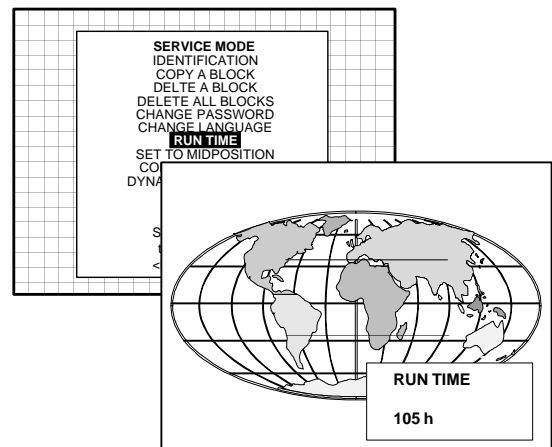 SERVICE MODE
IDENTIFICATION
COPY A BLOCK
DELTE A BLOCK
DELETE ALL BLOCKS
CHANGE PASSWORD
CHANGE LANGUAGE
RUN TIME
SET TO MIDPOSITION
RUN TIME
105 h